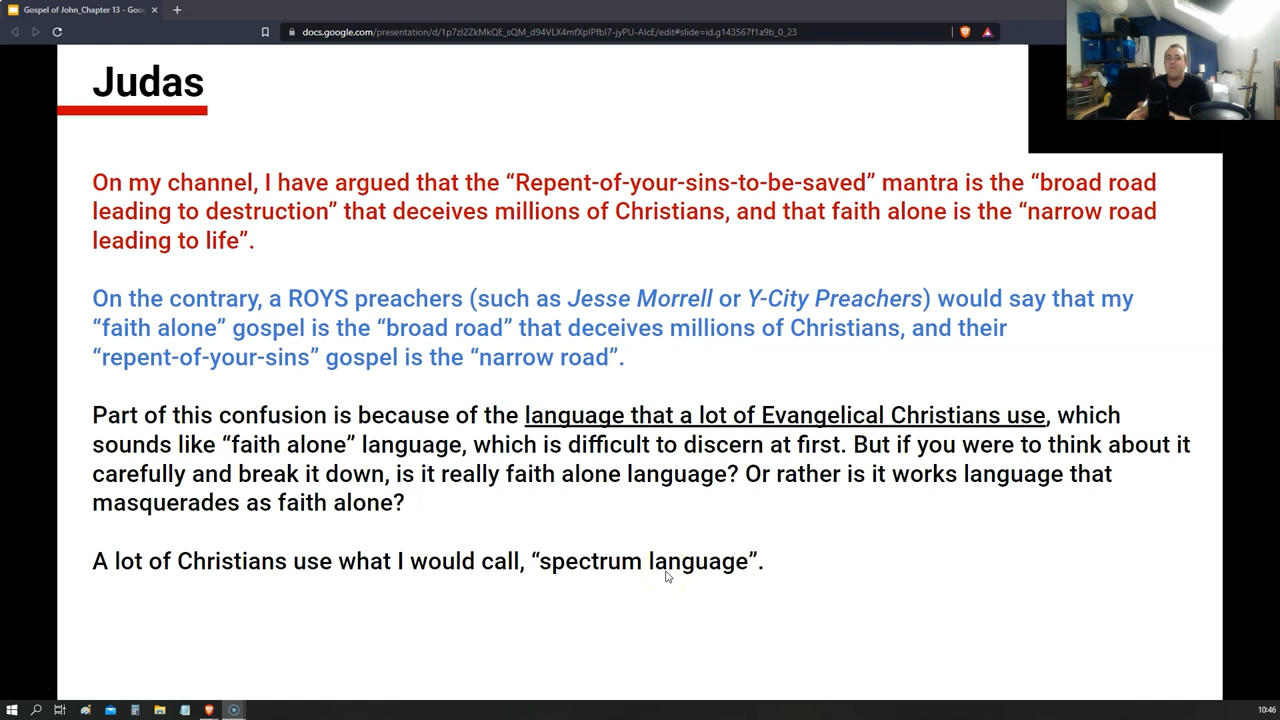 Gospel of John_Chapter 13 - Goo
docs.google.com/presentation/d/1p7zI2ZkMkQE_sQM_d94VLX4mfXpIPfbI7-jyPU-AIcE/edit#slide=id.g143567f1a9b_0_23
Judas
On my channel, I have argued that the “Repent-of-your-sins-to-be-saved” mantra is the “broad road
leading to destruction” that deceives millions of Christians, and that faith alone is the “narrow road
leading to life”.
On the contrary, a ROYS preachers (such as Jesse Morrell or Y-City Preachers) would say that my
“faith alone” gospel is the “broad road” that deceives millions of Christians, and their
“repent-of-your-sins” gospel is the “narrow road”.
Part of this confusion is because of the language that a lot of Evangelical Christians use, which
sounds like “faith alone” language, which is difficult to discern at first. But if you were to think about it
carefully and break it down, is it really faith alone language? Or rather is it works language that
masquerades as faith alone?
A lot of Christians use what I would call, “spectrum language”.
10:46